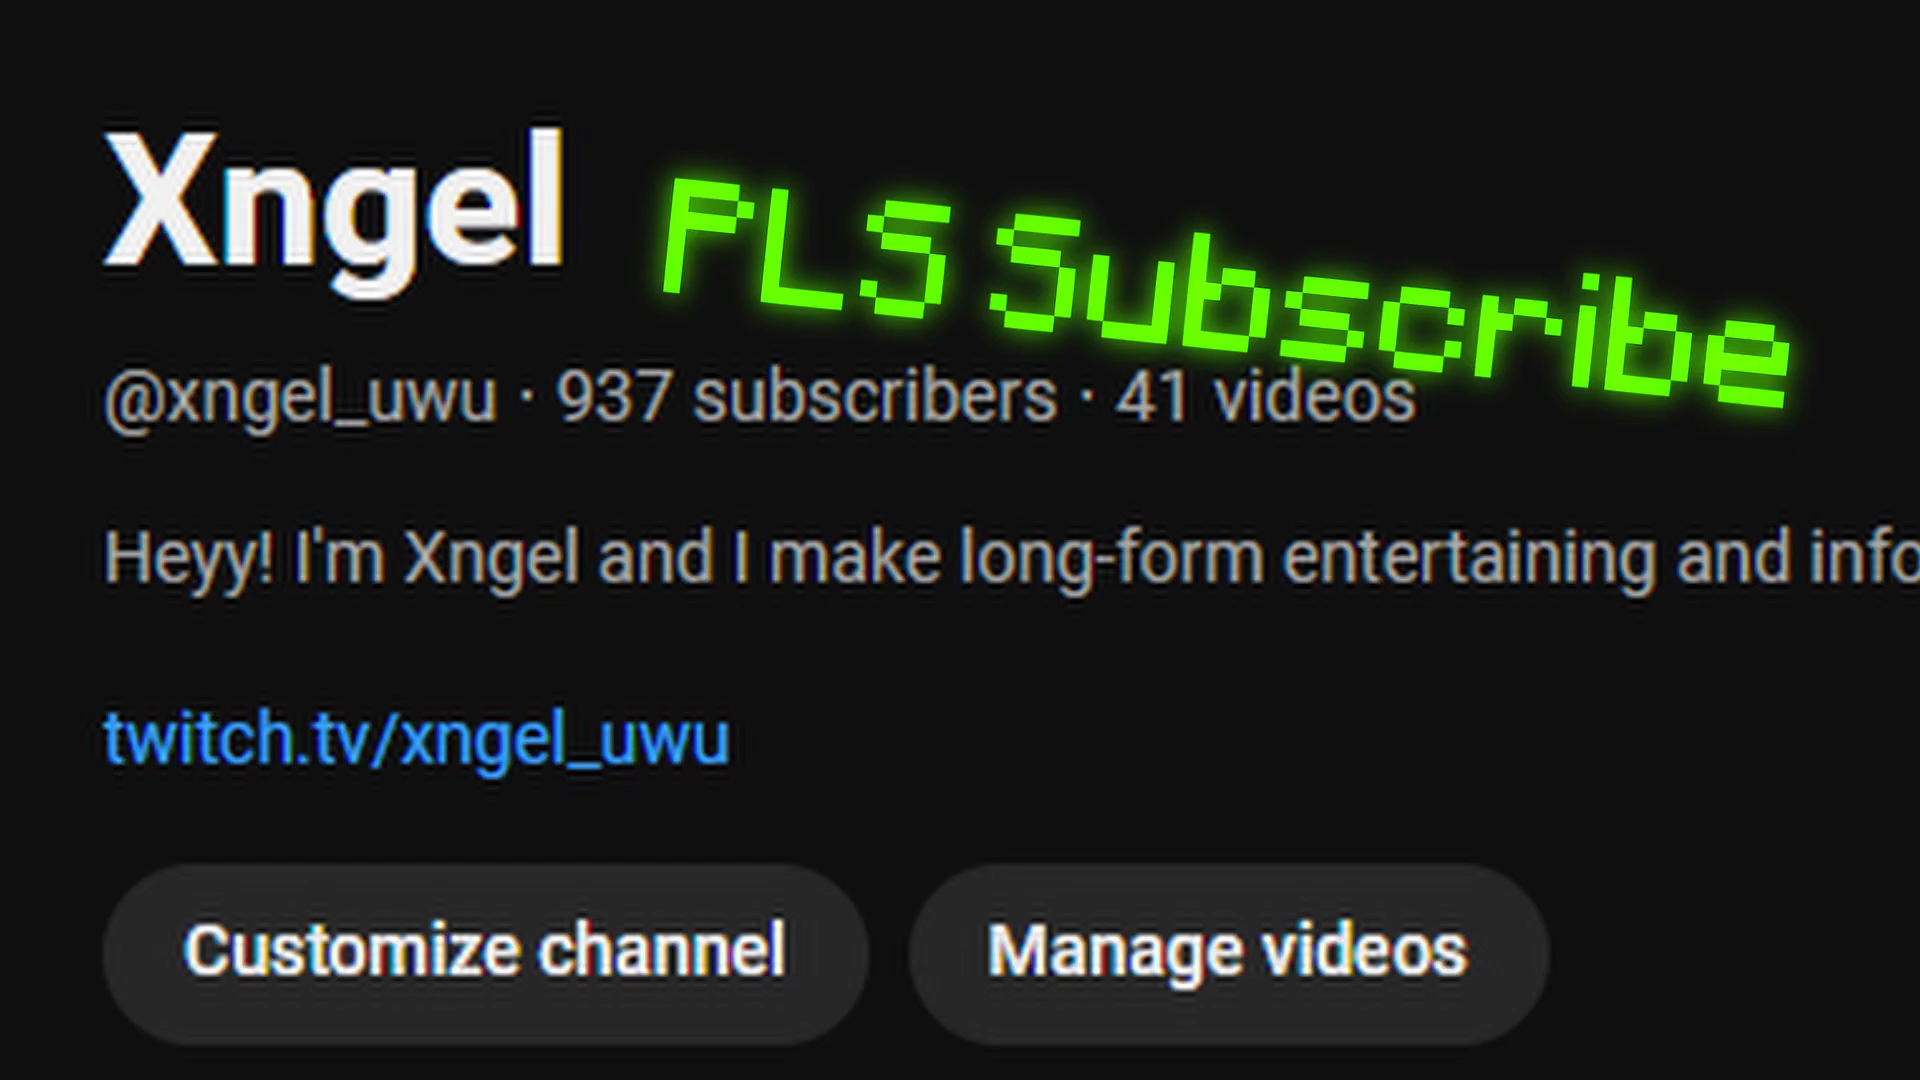 Xngel
PLS Subscribe
@xngel_uwu · 937 subscribers · 41 videos
Heyy! I'm Xngel and I make long-form entertaining and info
twitch.tv/xngel_uwu
Customize channel
Manage videos